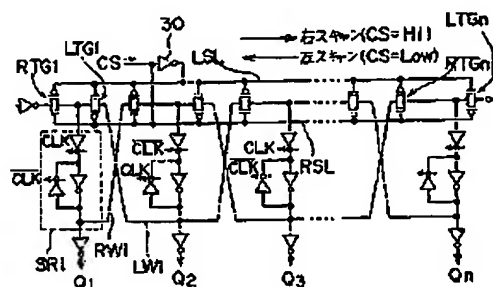 30
LTGn
LTG1
CS
LSL
→右スキャン(CS=Hi)
←左スキャン(CS=Low)
RTG1
RTGn
CLK
CLK
CLK
RSL
CLK
CLK
CLK
SR1
RW1
LW1
Q1
Q2
Q3
Qn